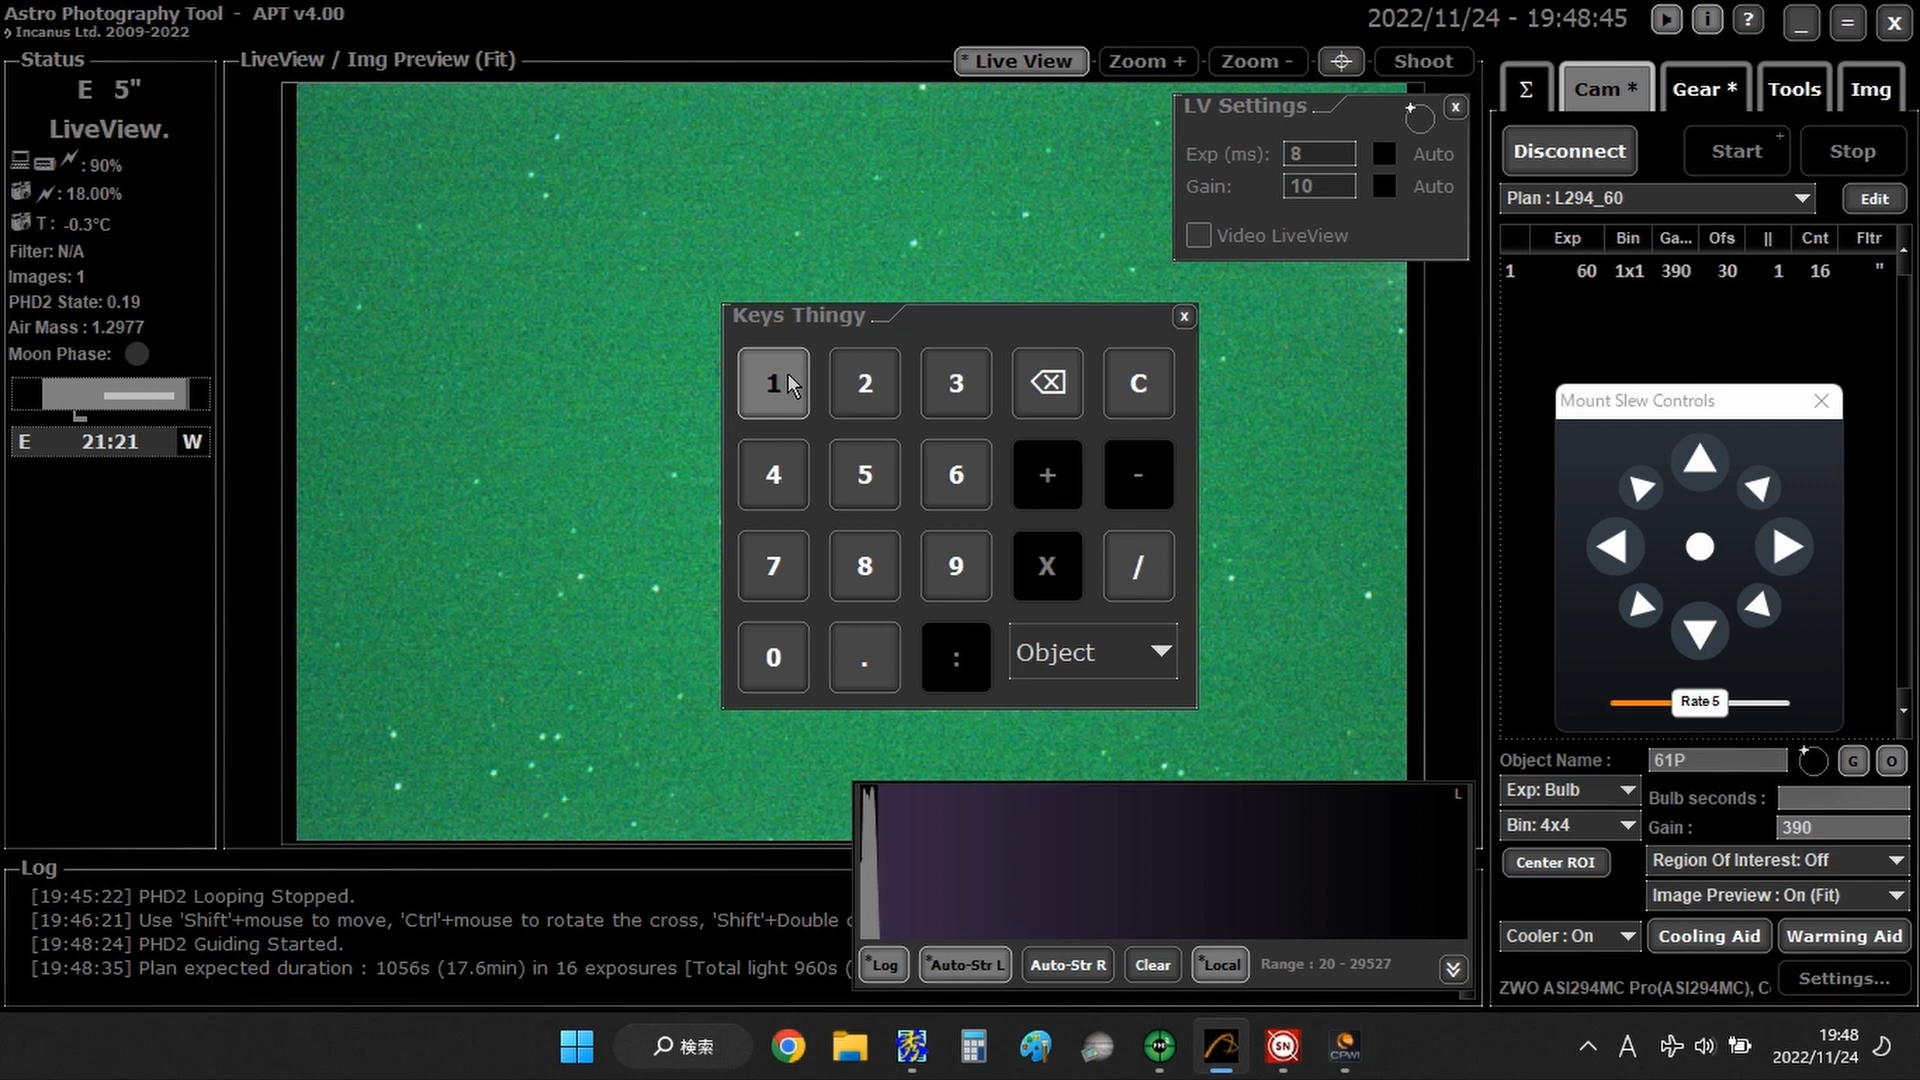 Astro Photography Tool - APT v4.00
Incanus Ltd. 2009-2022
2022/11/24 - 19:48:45
i
?
_
=
X
Status
E 5"
LiveView.
: 90%
: 18.00%
T : -0.3°C
Filter: N/A
Images: 1
PHD2 State: 0.19
Air Mass : 1.2977
Moon Phase:
E 21:21 W
LiveView / Img Preview (Fit)
* Live View
Zoom +
Zoom -
Shoot
LV Settings
x
Exp (ms): 8 Auto
Gain: 10 Auto
Video LiveView
Keys Thingy
x
1 2 3 C
4 5 6 + -
7 8 9 X /
0 . : Object
Σ Cam * Gear * Tools Img
Disconnect Start + Stop
Plan : L294_60 Edit
Exp Bin Ga... Ofs || Cnt Fltr
1 60 1x1 390 30 1 16 "
Mount Slew Controls
Rate 5
Object Name : 61P G O
Exp: Bulb Bulb seconds :
Bin: 4x4 Gain : 390
Center ROI Region Of Interest: Off
Image Preview : On (Fit)
Cooler : On Cooling Aid Warming Aid
ZWO ASI294MC Pro(ASI294MC), C Settings...
Log
[19:45:22] PHD2 Looping Stopped.
[19:46:21] Use 'Shift'+mouse to move, 'Ctrl'+mouse to rotate the cross, 'Shift'+Double
[19:48:24] PHD2 Guiding Started.
[19:48:35] Plan expected duration : 1056s (17.6min) in 16 exposures [Total light 960s (
L
*Log *Auto-Str L Auto-Str R Clear *Local Range : 20 - 29527
検索
秀
SN
CPWI
A
19:48
2022/11/24